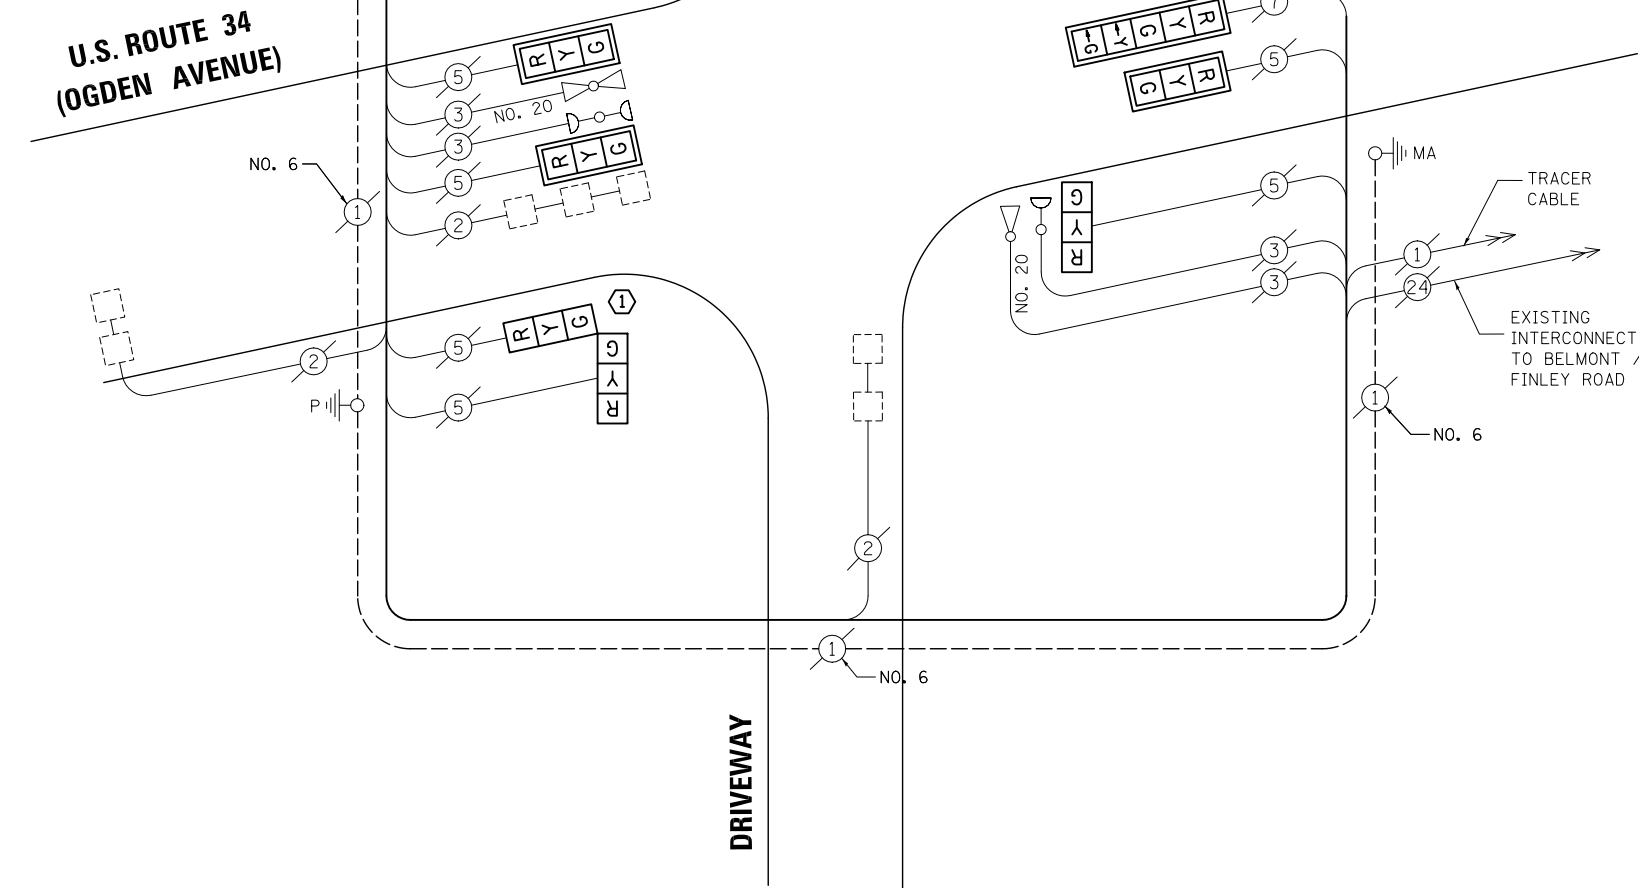 U.S. ROUTE 34
(OGDEN AVENUE)
R Y G
5
3
NO. 20
3
R Y G
5
2
NO. 6
1
7
←G ←Y G Y R
5
G Y R
MA
5
G
Y
R
NO. 20
3
3
TRACER
CABLE
1
24
EXISTING
INTERCONNECT
TO BELMONT /
FINLEY ROAD
1
R Y G
5
2
G
Y
R
5
P
1
NO. 6
2
1
NO. 6
DRIVEWAY